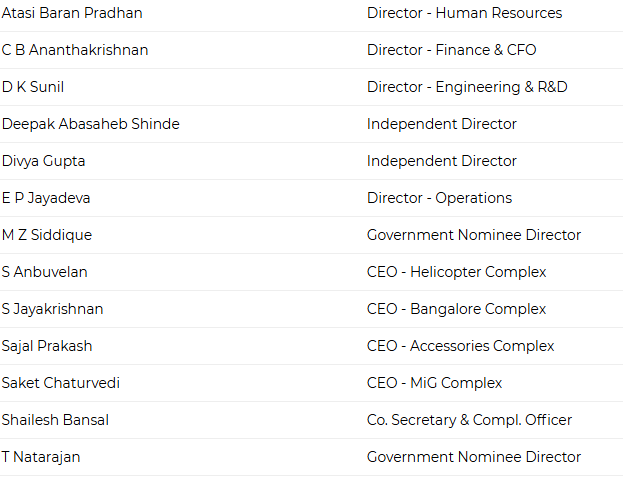 Atasi Baran Pradhan Director - Human Resources
C B Ananthakrishnan Director - Finance & CFO
D K Sunil Director - Engineering & R&D
Deepak Abasaheb Shinde Independent Director
Divya Gupta Independent Director
E P Jayadeva Director - Operations
M Z Siddique Government Nominee Director
S Anbuvelan CEO - Helicopter Complex
S Jayakrishnan CEO - Bangalore Complex
Sajal Prakash CEO - Accessories Complex
Saket Chaturvedi CEO - MiG Complex
Shailesh Bansal Co. Secretary & Compl. Officer
T Natarajan Government Nominee Director